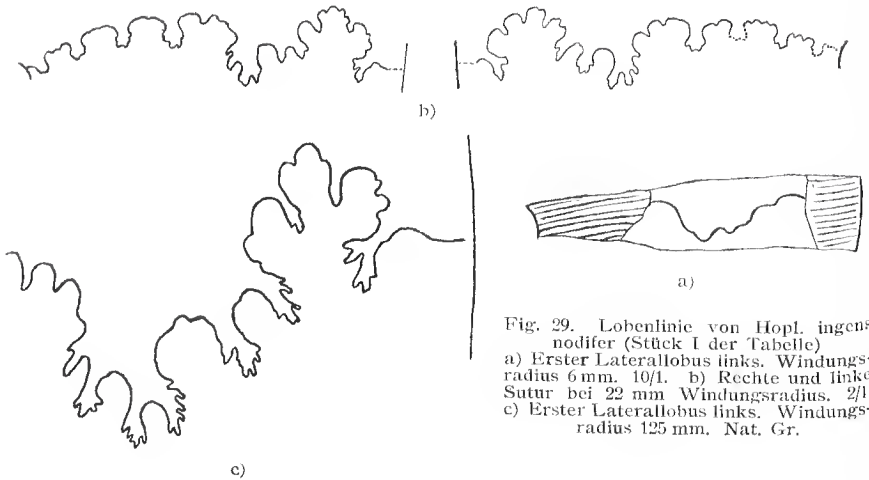 b)
a)
Fig. 29. Lobenlinie von Hopl. ingens
nodifer (Stück I der Tabelle)
a) Erster Laterallobus links. Windungs-
radius 6 mm. 10/1. b) Rechte und linke
Sutur bei 22 mm Windungsradius. 2/1
c) Erster Laterallobus links. Windungs-
radius 125 mm. Nat. Gr.
c)